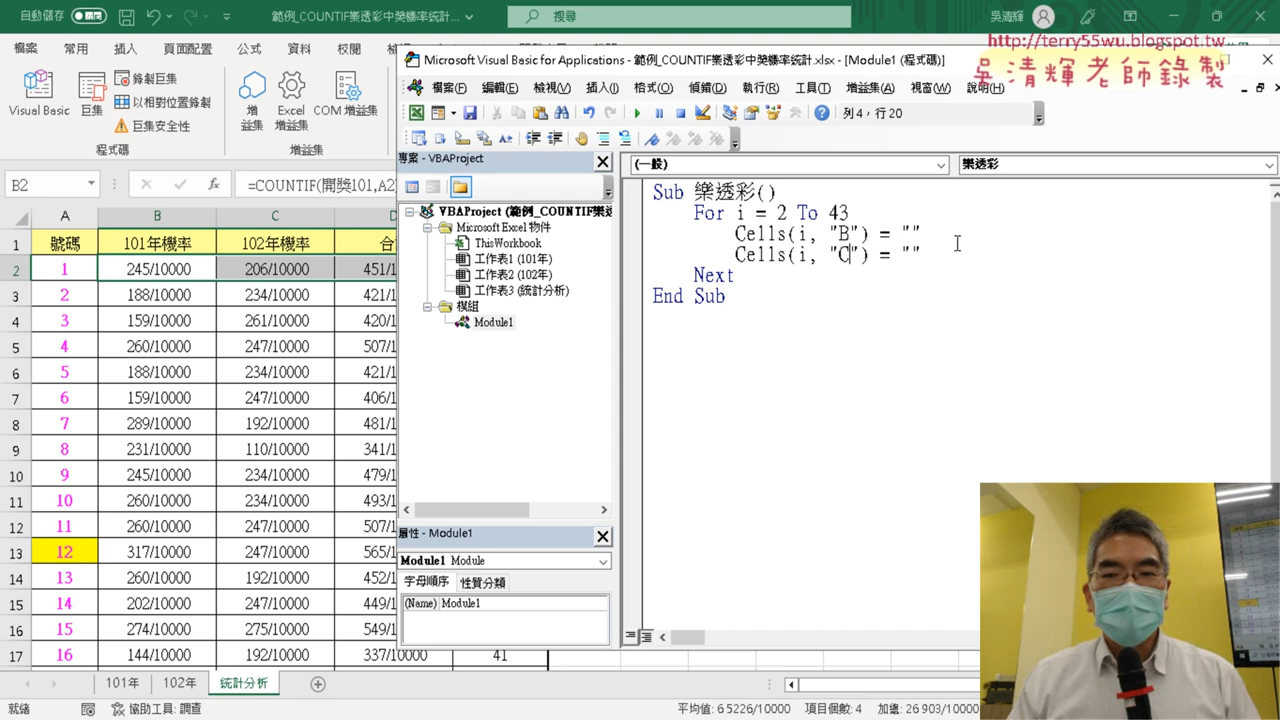 自動儲存 開啟 範例_COUNTIF樂透彩中獎率統計... 搜尋 吳清輝
http://terry55wu.blogspot.tw
吳清輝老師錄製
檔案 常用 插入 頁面配置 公式 資料 校閱
Visual Basic 巨集 錄製巨集 以相對位置錄製 巨集安全性 增益集 Excel 增益集 COM 增益集
程式碼 增益集
B2 fx =COUNTIF(開獎101,A2)
A B C D
1 號碼 101年機率 102年機率 合
2 1 245/10000 206/10000 451/1
3 2 188/10000 234/10000 421/1
4 3 159/10000 261/10000 420/1
5 4 260/10000 247/10000 507/1
6 5 188/10000 234/10000 421/1
7 6 159/10000 247/10000 406/1
8 7 289/10000 192/10000 481/1
9 8 231/10000 110/10000 341/1
10 9 245/10000 234/10000 479/1
11 10 260/10000 234/10000 493/1
12 11 260/10000 247/10000 507/1
13 12 317/10000 247/10000 565/1
14 13 260/10000 192/10000 452/1
15 14 202/10000 247/10000 449/1
16 15 274/10000 275/10000 549/1
17 16 144/10000 192/10000 337/10000 41
101年 102年 統計分析
就緒 協助工具: 調查 平均值: 6 5226/10000 項目個數: 4 加總: 26 903/10000
Microsoft Visual Basic for Applications - 範例_COUNTIF樂透彩中獎機率統計.xlsx - [Module1 (程式碼)]
檔案(F) 編輯(E) 檢視(V) 插入(I) 格式(O) 偵錯(D) 執行(R) 工具(T) 增益集(A) 視窗(W) 說明(H)
列 4，行 20
專案 - VBAProject
VBAProject (範例_COUNTIF樂透
Microsoft Excel 物件
ThisWorkbook
工作表1 (101年)
工作表2 (102年)
工作表3 (統計分析)
模組
Module1
屬性 - Module1
Module1 Module
字母順序 性質分類
(Name) Module1
(一般) 樂透彩
Sub 樂透彩()
For i = 2 To 43
Cells(i, "B") = ""
Cells(i, "C") = ""
Next
End Sub